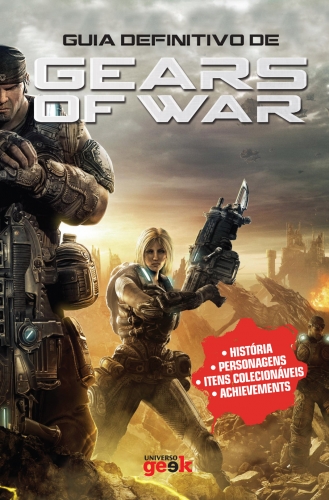 GUIA DEFINITIVO DE
GEARS
OF WAR
• HISTÓRIA
• PERSONAGENS
• ITENS COLECIONÁVEIS
• ACHIEVEMENTS
UNIVERSO
geek